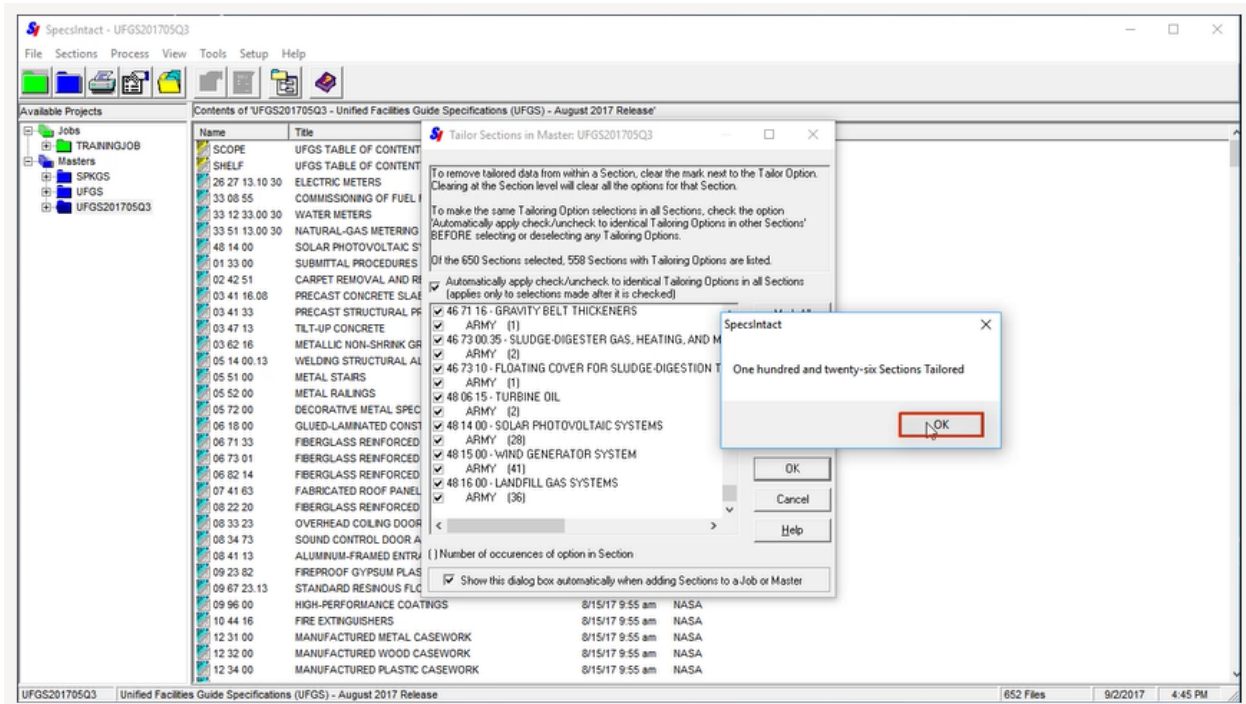 SpecsIntact - UFGS201705Q3
File Sections Process View Tools Setup Help
Available Projects
Contents of 'UFGS201705Q3 - Unified Facilities Guide Specifications (UFGS) - August 2017 Release'
Jobs
TRAININGJOB
Masters
SPKGS
UFGS
UFGS201705Q3
Name Title
SCOPE UFGS TABLE OF CONTENT
SHELF UFGS TABLE OF CONTENT
26 27 13.10 30 ELECTRIC METERS
33 08 55 COMMISSIONING OF FUEL
33 12 33.00 30 WATER METERS
33 51 13.00 30 NATURAL-GAS METERING
48 14 00 SOLAR PHOTOVOLTAIC
01 33 00 SUBMITTAL PROCEDURES
02 42 51 CARPET REMOVAL AND
03 41 16.08 PRECAST CONCRETE
03 41 33 PRECAST STRUCTURAL
03 47 13 TILT-UP CONCRETE
03 62 16 METALLIC NON-SHRINK
05 14 00.13 WELDING STRUCTURAL
05 51 00 METAL STAIRS
05 52 00 METAL RAILINGS
05 72 00 DECORATIVE METAL SPEC
06 18 00 GLUED-LAMINATED CONST
06 71 33 FIBERGLASS REINFORCED
06 73 01 FIBERGLASS REINFORCED
06 82 14 FIBERGLASS REINFORCED
07 41 63 FABRICATED ROOF PANEL
08 22 20 FIBERGLASS REINFORCED
08 33 23 OVERHEAD COILING DOOR
08 34 73 SOUND CONTROL DOOR
08 41 13 ALUMINUM-FRAMED
09 23 82 FIREPROOF GYPSUM
09 67 23.13 STANDARD RESINOUS
09 96 00 HIGH-PERFORMANCE COATINGS 8/15/17 9:55 am NASA
10 44 16 FIRE EXTINGUISHERS 8/15/17 9:55 am NASA
12 31 00 MANUFACTURED METAL CASEWORK 8/15/17 9:55 am NASA
12 32 00 MANUFACTURED WOOD CASEWORK 8/15/17 9:55 am NASA
12 34 00 MANUFACTURED PLASTIC CASEWORK 8/15/17 9:55 am NASA
Tailor Sections in Master: UFGS201705Q3
To remove tailored data from within a Section, clear the mark next to the Tailor Option.
Clearing at the Section level will clear all the options for that Section.
To make the same Tailoring Option selections in all Sections, check the option
'Automatically apply check/uncheck to identical Tailoring Options in other Sections'
BEFORE selecting or deselecting any Tailoring Options.
Of the 650 Sections selected, 558 Sections with Tailoring Options are listed.
Automatically apply check/uncheck to identical Tailoring Options in all Sections
(applies only to selections made after it is checked)
46 71 16 - GRAVITY BELT THICKENERS
ARMY (1)
46 73 00.35 - SLUDGE-DIGESTER GAS, HEATING, AND M
ARMY (2)
46 73 10 - FLOATING COVER FOR SLUDGE-DIGESTION T
ARMY (1)
48 06 15 - TURBINE OIL
ARMY (2)
48 14 00 - SOLAR PHOTOVOLTAIC SYSTEMS
ARMY (28)
48 15 00 - WIND GENERATOR SYSTEM
ARMY (41)
48 16 00 - LANDFILL GAS SYSTEMS
ARMY (36)
OK
Cancel
Help
( ) Number of occurences of option in Section
Show this dialog box automatically when adding Sections to a Job or Master
SpecsIntact
One hundred and twenty-six Sections Tailored
OK
UFGS201705Q3 Unified Facilities Guide Specifications (UFGS) - August 2017 Release 652 Files 9/2/2017 4:45 PM